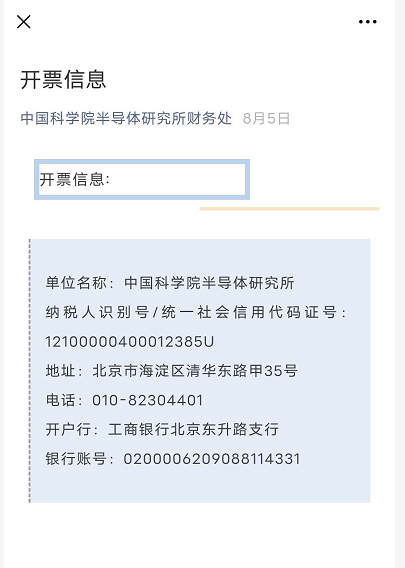 开票信息
中国科学院半导体研究所财务处 8月5日
开票信息:
单位名称：中国科学院半导体研究所
纳税人识别号/统一社会信用代码证号：
12100000400012385U
地址：北京市海淀区清华东路甲35号
电话：010-82304401
开户行：工商银行北京东升路支行
银行账号：0200006209088114331